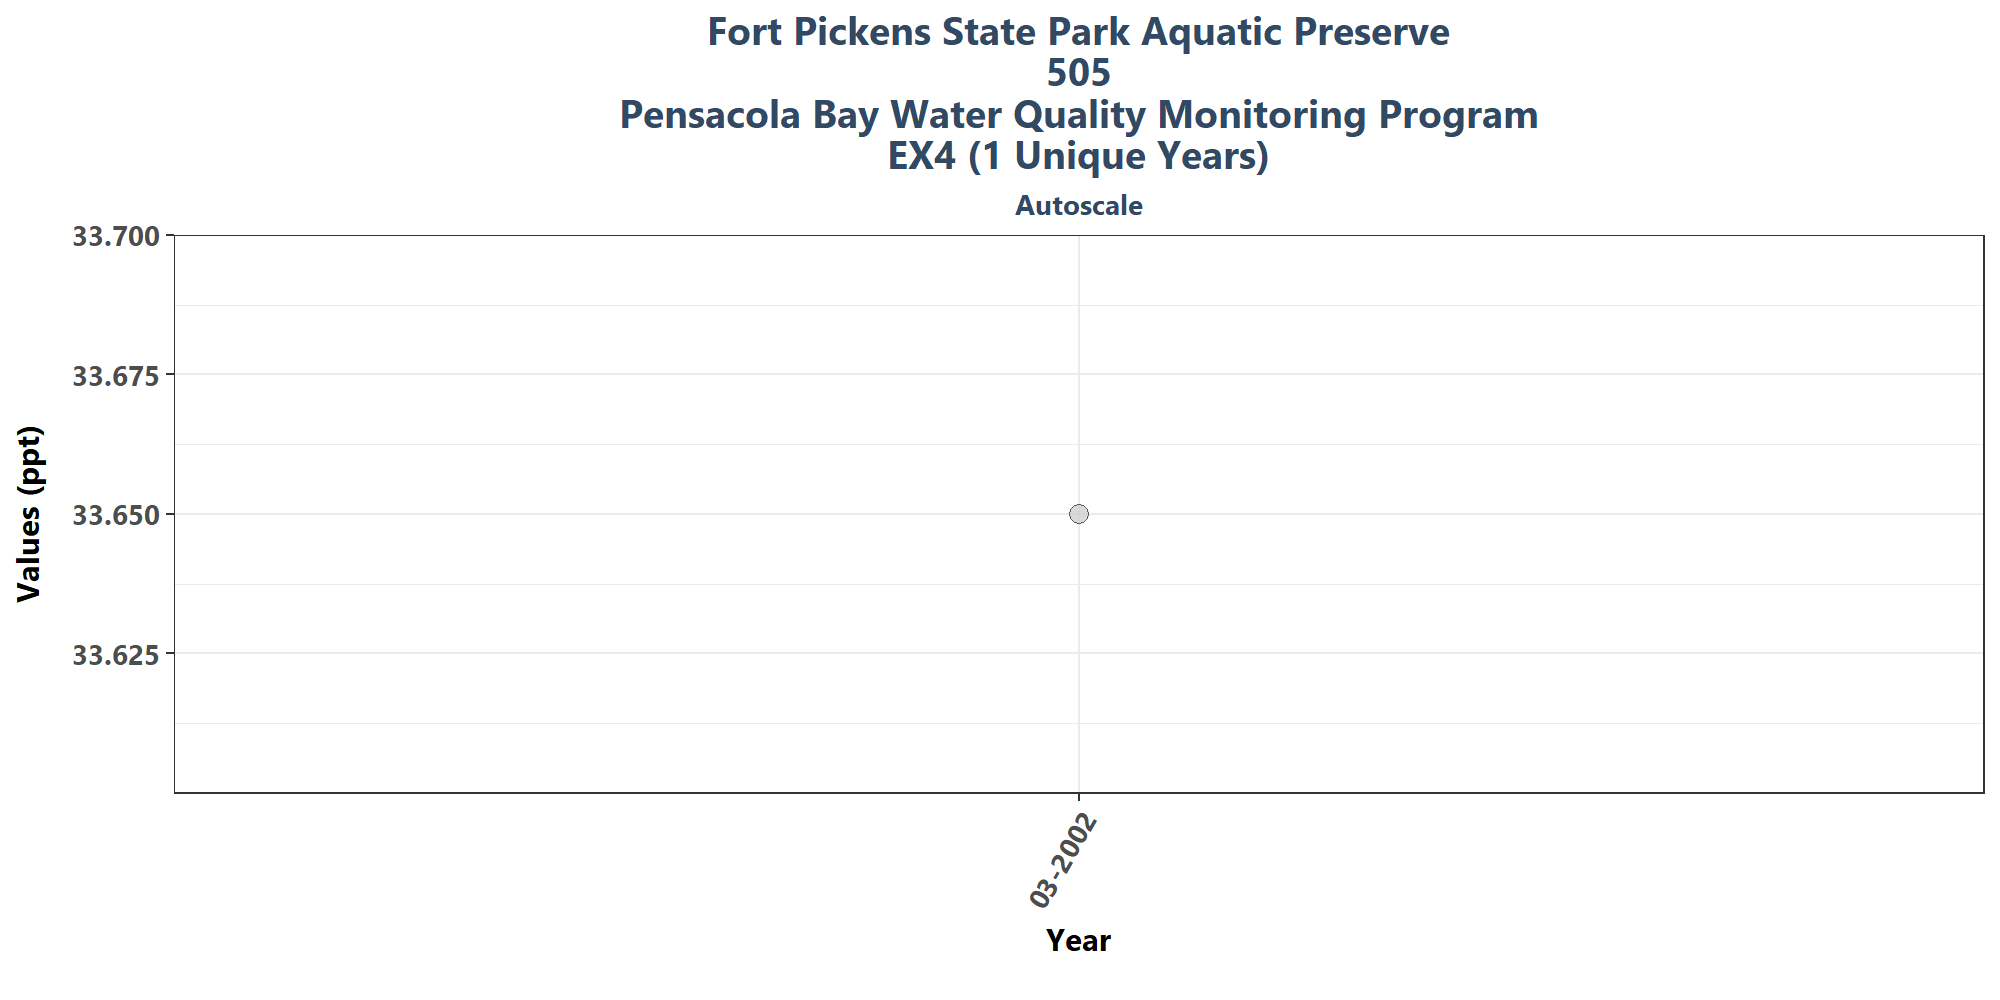 Fort Pickens State Park Aquatic Preserve
505
Pensacola Bay Water Quality Monitoring Program
EX4 (1 Unique Years)
Autoscale
33.700
33.675
33.650
33.625
Values (ppt)
03-2002
Year